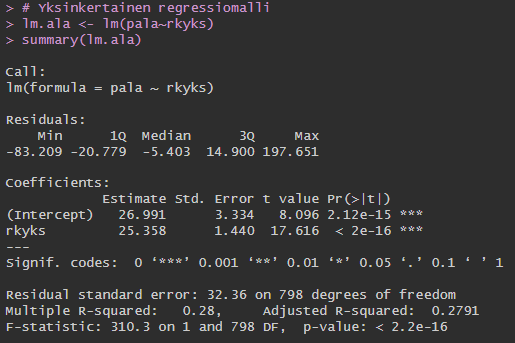 > # Yksinkertainen regressiomalli
> lm.ala <- lm(pala~rkyks)
> summary(lm.ala)
Call:
lm(formula = pala ~ rkyks)
Residuals:
    Min      1Q  Median      3Q     Max
-83.209 -20.779  -5.403  14.900 197.651
Coefficients:
            Estimate Std. Error t value Pr(>|t|)
(Intercept)   26.991      3.334   8.096 2.12e-15 ***
rkyks         25.358      1.440  17.616  < 2e-16 ***
---
Signif. codes:  0 ‘***’ 0.001 ‘**’ 0.01 ‘*’ 0.05 ‘.’ 0.1 ‘ ’ 1
Residual standard error: 32.36 on 798 degrees of freedom
Multiple R-squared:   0.28,	Adjusted R-squared:  0.2791
F-statistic: 310.3 on 1 and 798 DF,  p-value: < 2.2e-16